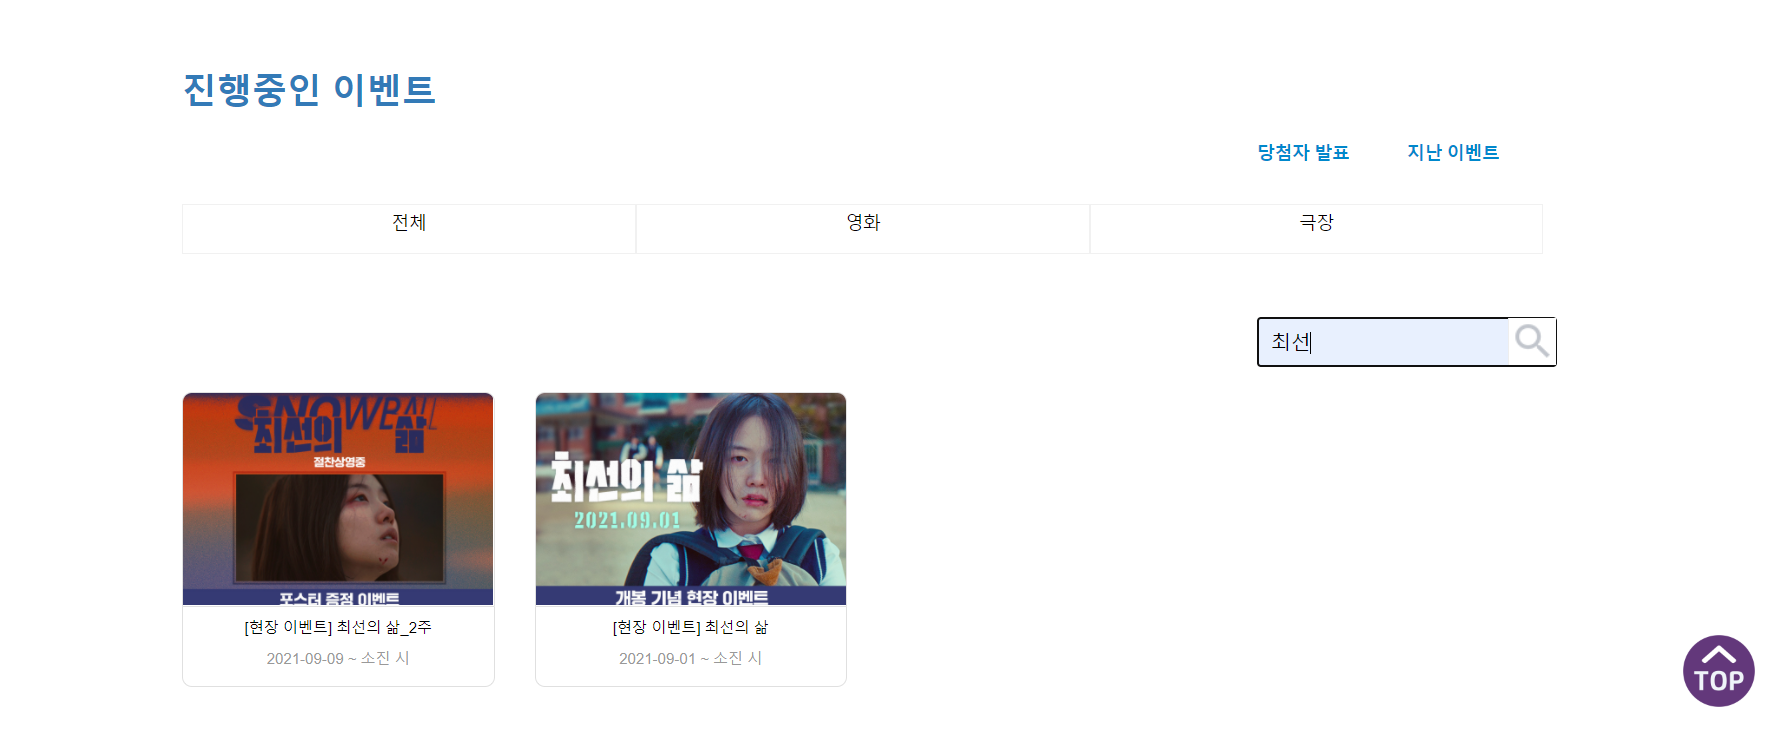 진행중인 이벤트
당첨자 발표
지난 이벤트
전체
영화
극장
최선
SNOWBALL
최선의 삶
절찬상영중
포스터 증정 이벤트
[현장 이벤트] 최선의 삶_2주
2021-09-09 ~ 소진 시
최선의 삶
2021.09.01
개봉 기념 현장 이벤트
[현장 이벤트] 최선의 삶
2021-09-01 ~ 소진 시
TOP